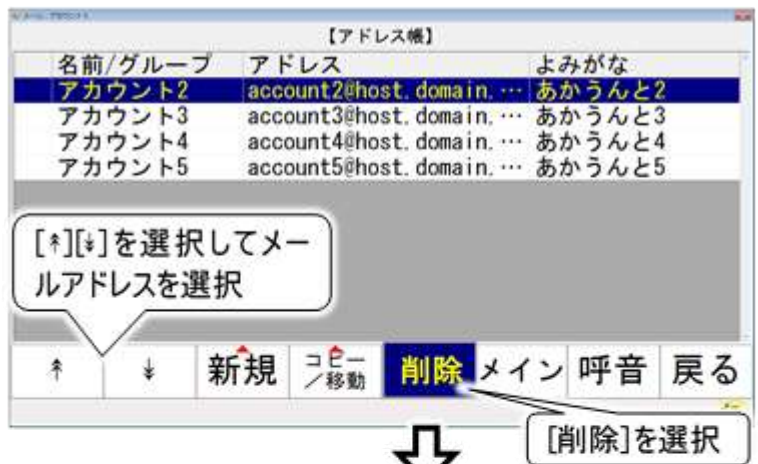 【アドレス帳】
名前/グループ アドレス よみがな
アカウント2 account2@host.domain.… あかうんと2
アカウント3 account3@host.domain.… あかうんと3
アカウント4 account4@host.domain.… あかうんと4
アカウント5 account5@host.domain.… あかうんと5
[↟][↡]を選択してメー
ルアドレスを選択
↟ ↡ 新規 コピー/移動 削除 メイン 呼音 戻る
[削除]を選択